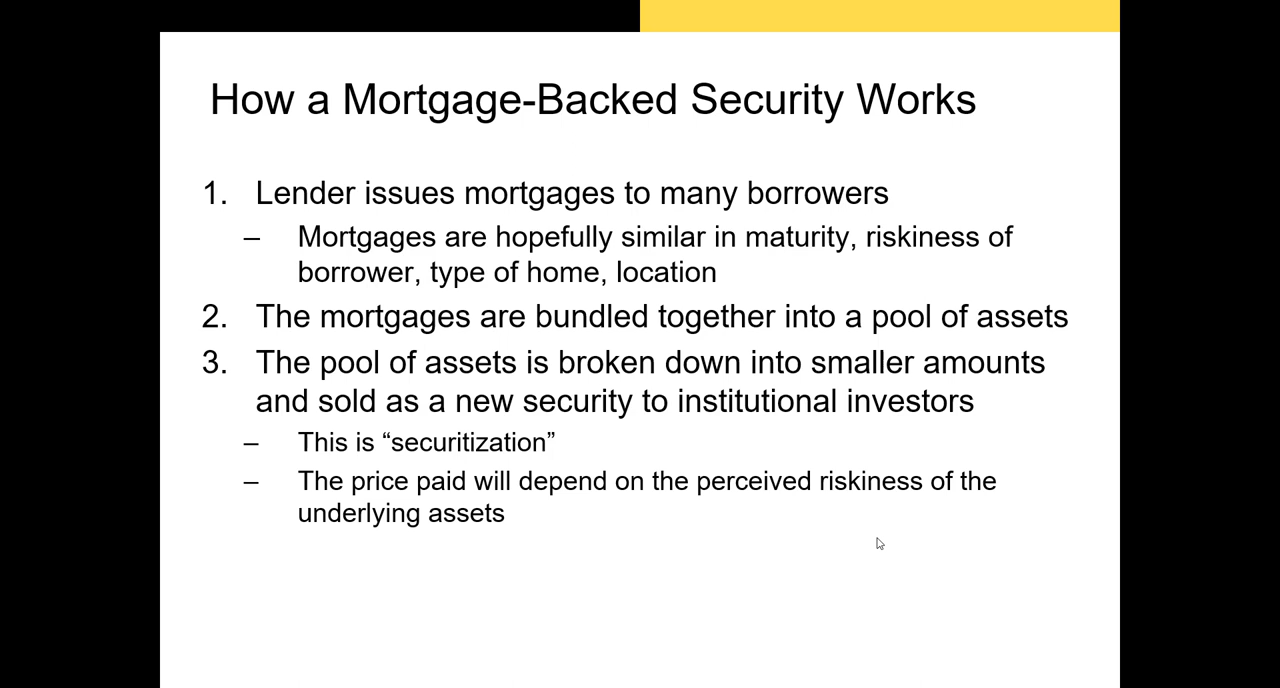 How a Mortgage-Backed Security Works
1. Lender issues mortgages to many borrowers
– Mortgages are hopefully similar in maturity, riskiness of
borrower, type of home, location
2. The mortgages are bundled together into a pool of assets
3. The pool of assets is broken down into smaller amounts
and sold as a new security to institutional investors
– This is “securitization”
– The price paid will depend on the perceived riskiness of the
underlying assets